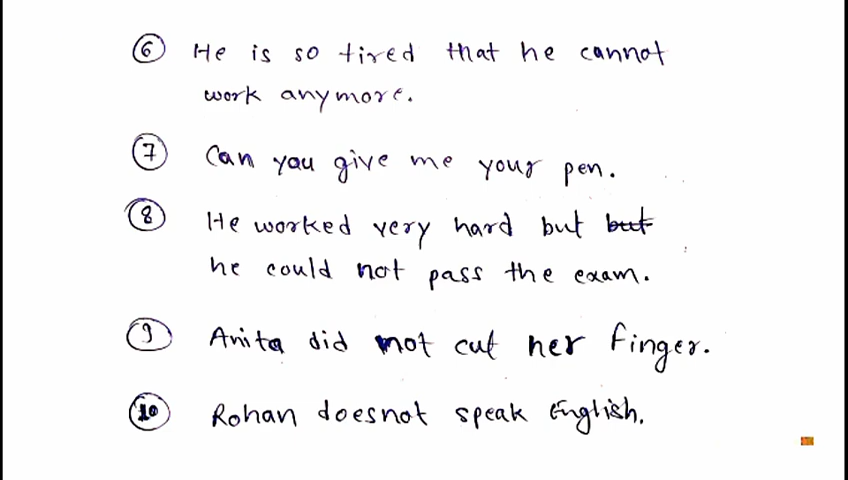 6 He is so tired that he cannot
work anymore.
7 Can you give me your pen.
8 He worked very hard but but
he could not pass the exam.
9 Anita did not cut her finger.
10 Rohan doesnot speak English.